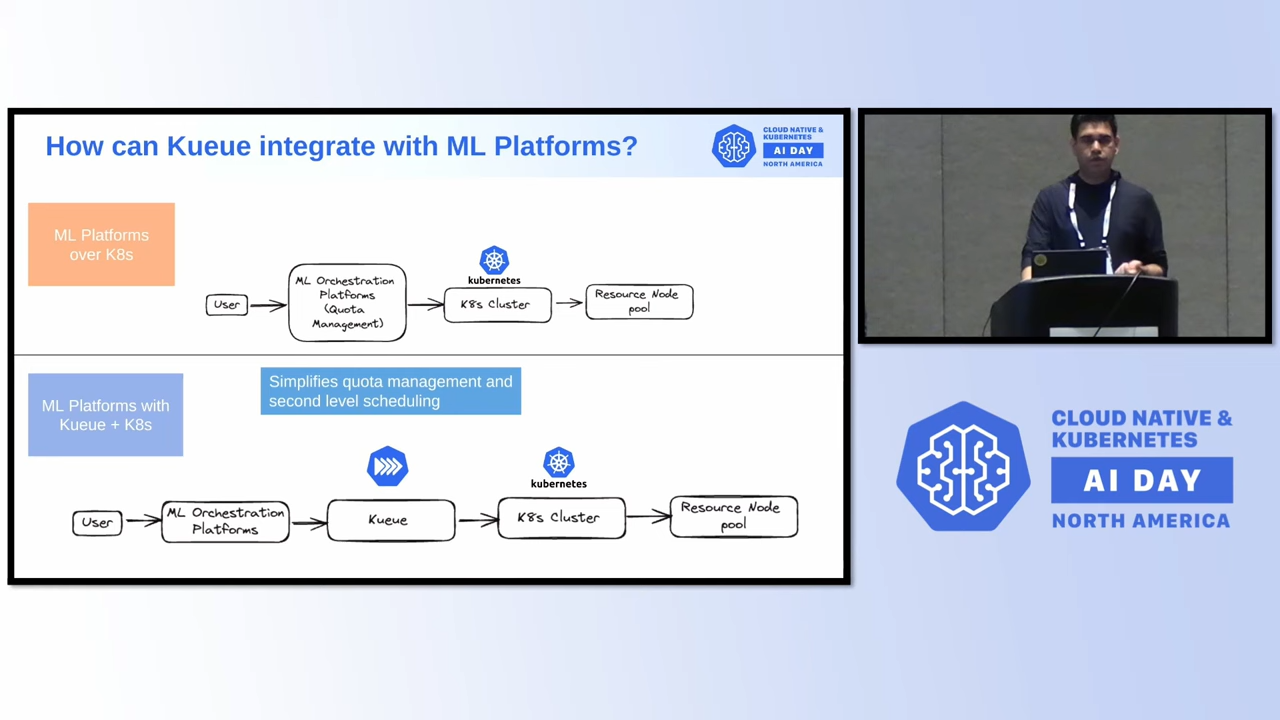 How can Kueue integrate with ML Platforms?
CLOUD NATIVE &
KUBERNETES
AI DAY
NORTH AMERICA
ML Platforms
over K8s
kubernetes
User
ML Orchestration
Platforms
(Quota
Management)
K8s Cluster
Resource Node
pool
ML Platforms with
Kueue + K8s
Simplifies quota management and
second level scheduling
kubernetes
User
ML Orchestration
Platforms
Kueue
K8s Cluster
Resource Node
pool
CLOUD NATIVE &
KUBERNETES
AI DAY
NORTH AMERICA